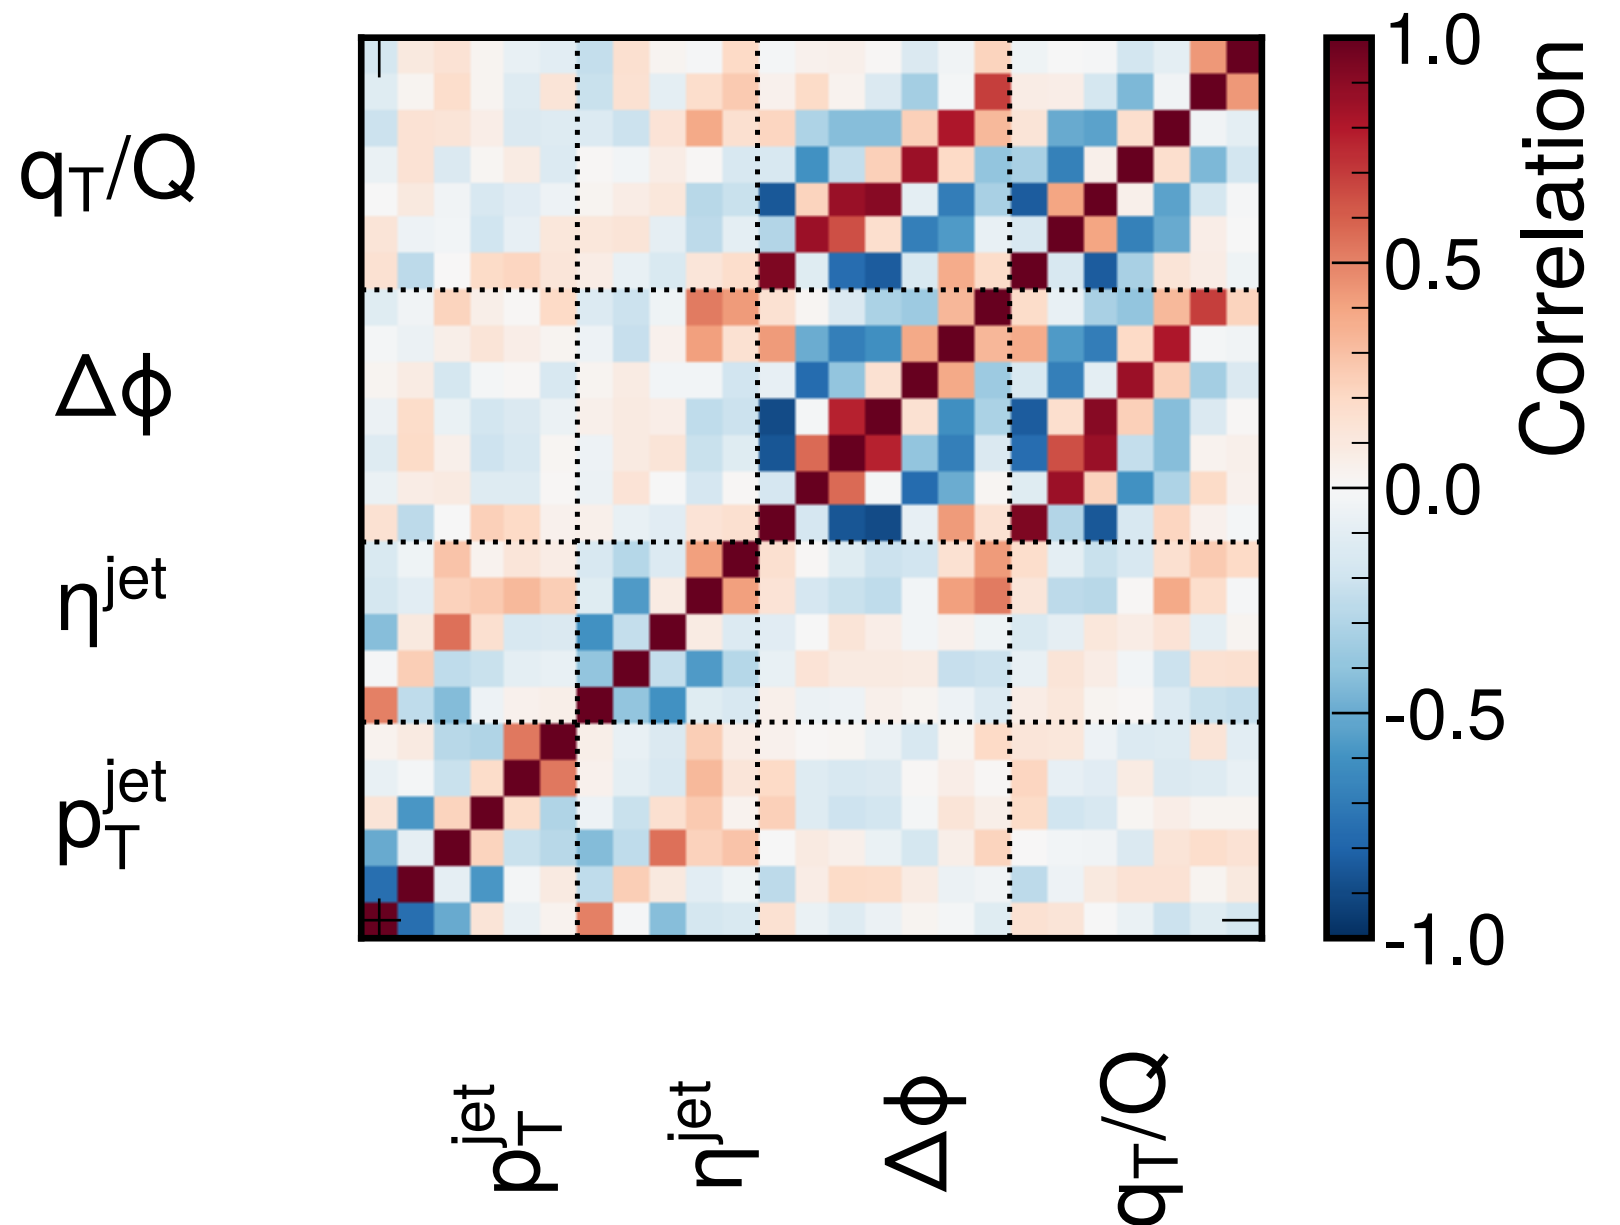 q_T/Q
Δϕ
η^jet
p_T^jet
1.0
0.5
0.0
-0.5
-1.0
Correlation
p_T^jet
η^jet
Δϕ
q_T/Q